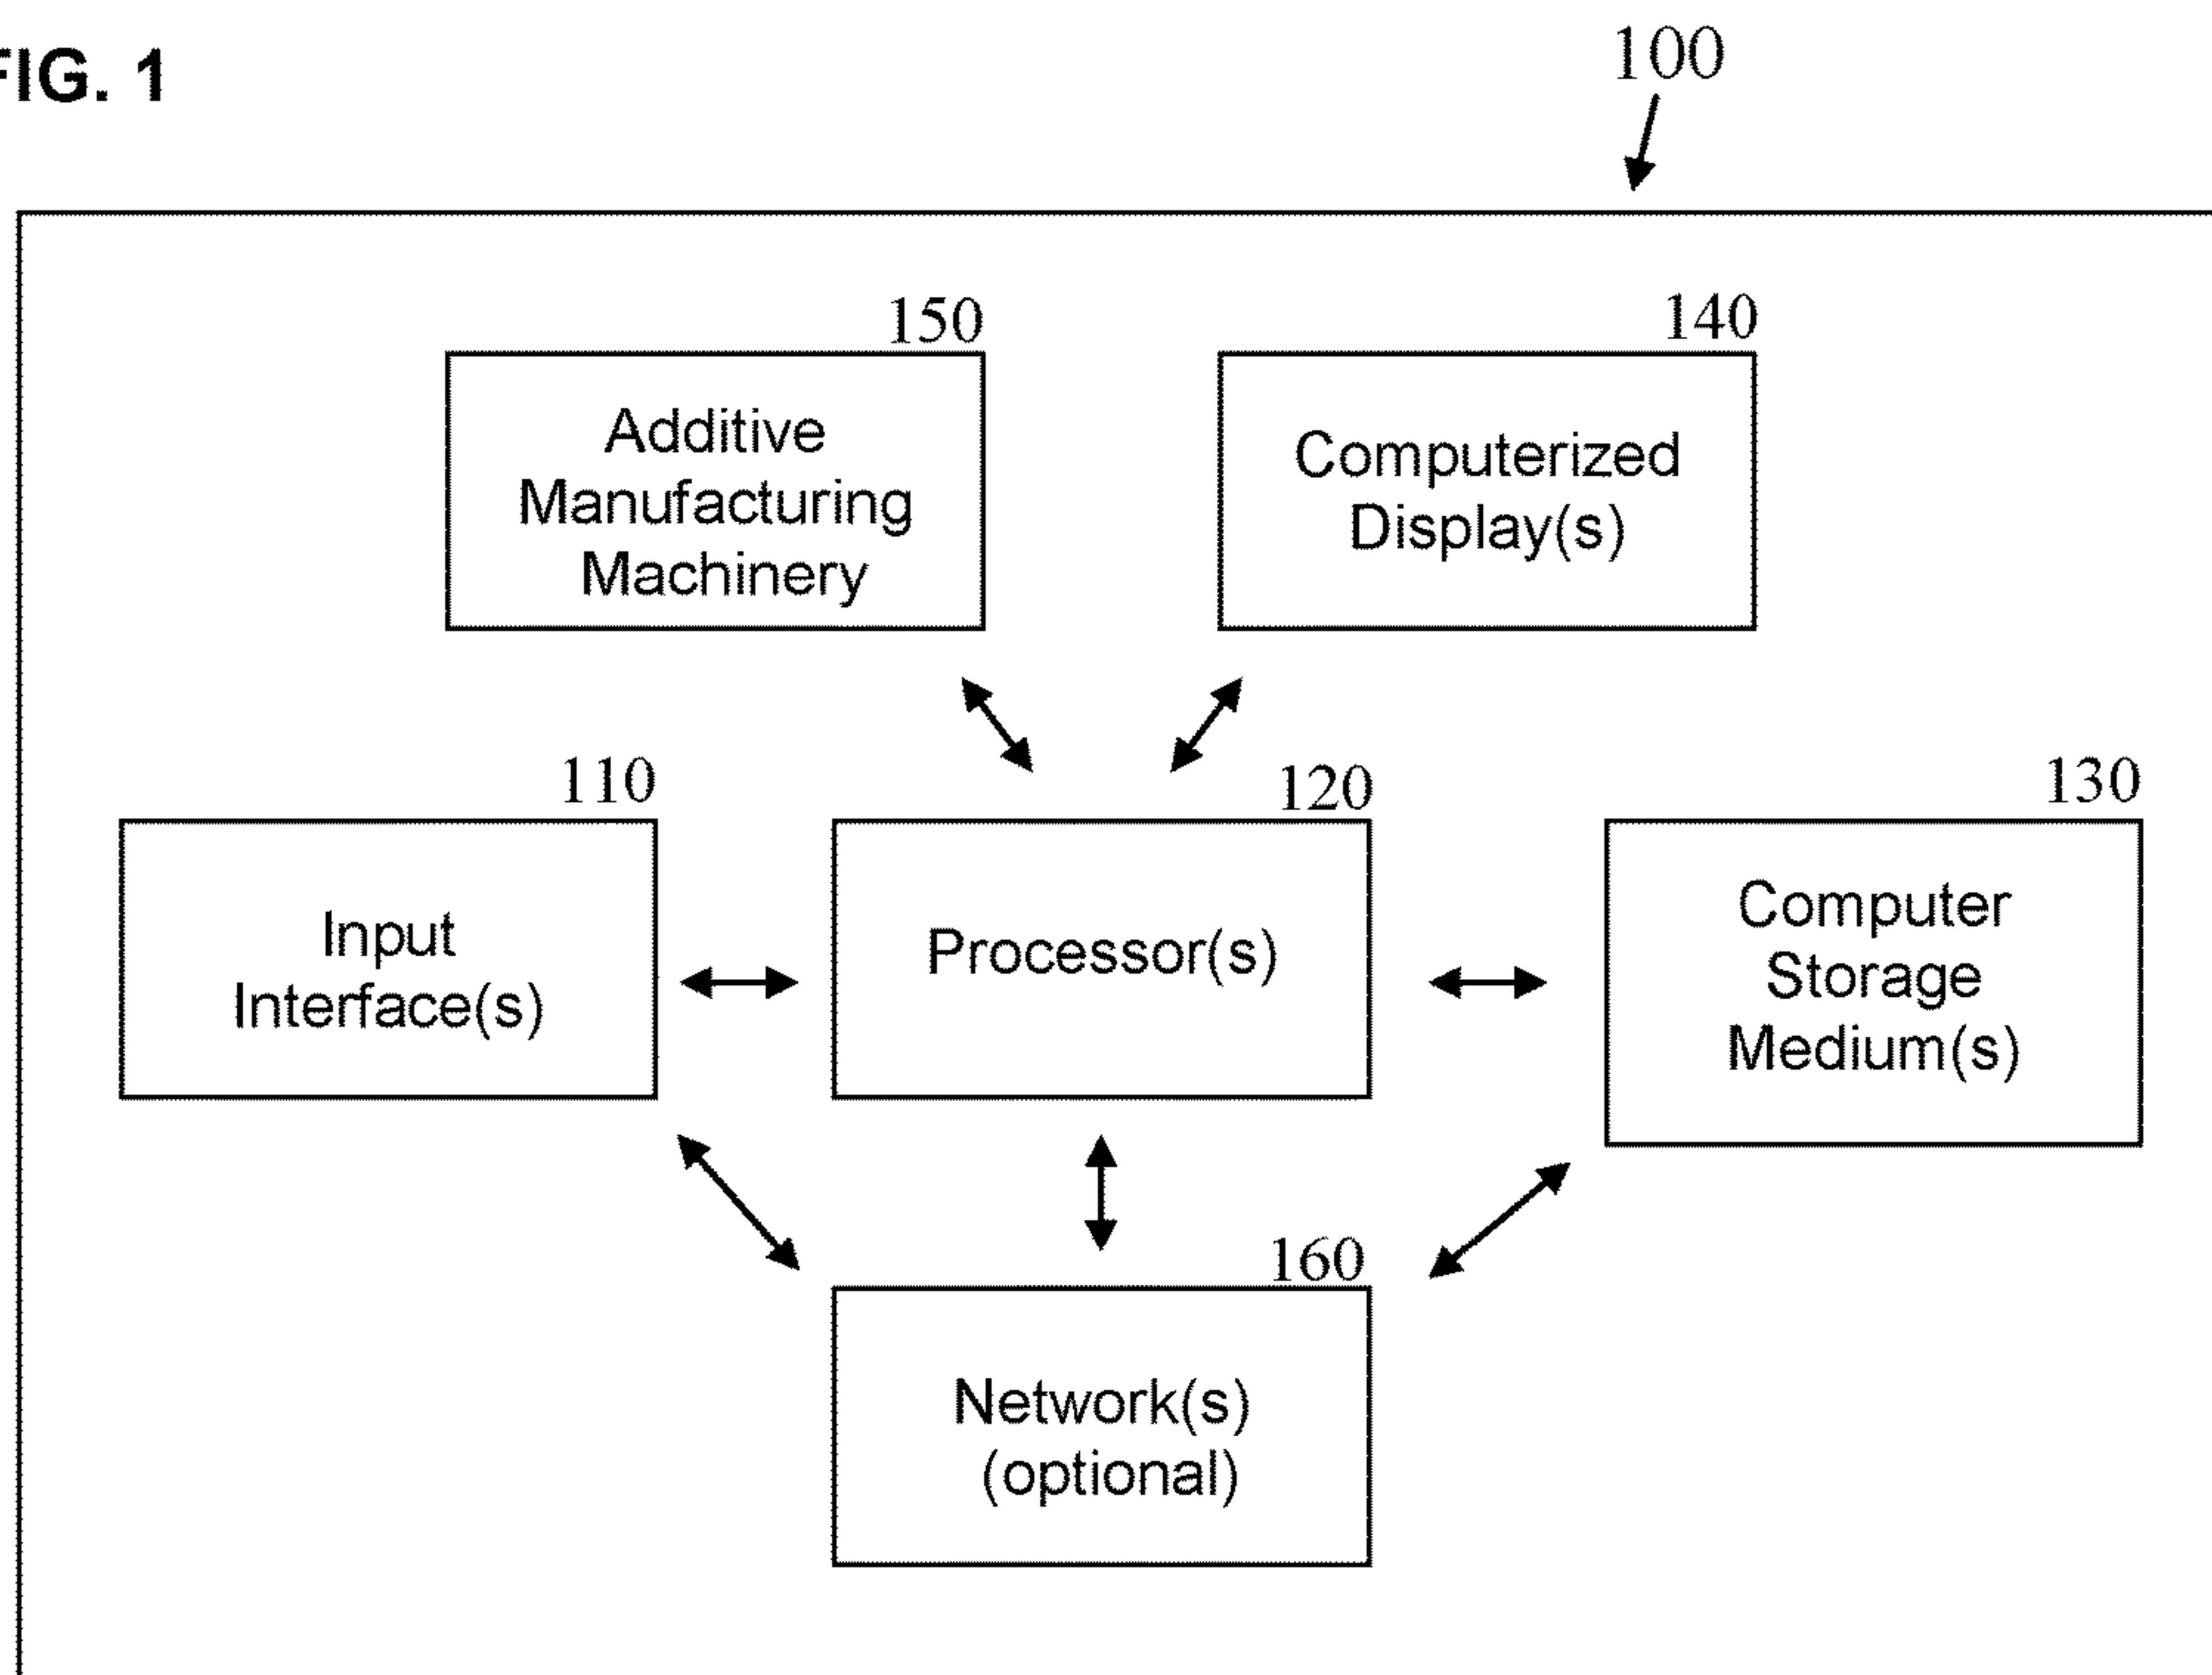 FIG. 1
100
150
140
Additive
Manufacturing
Machinery
Computerized
Display(s)
110
120
130
Input
Interface(s)
Processor(s)
Computer
Storage
Medium(s)
160
Network(s)
(optional)